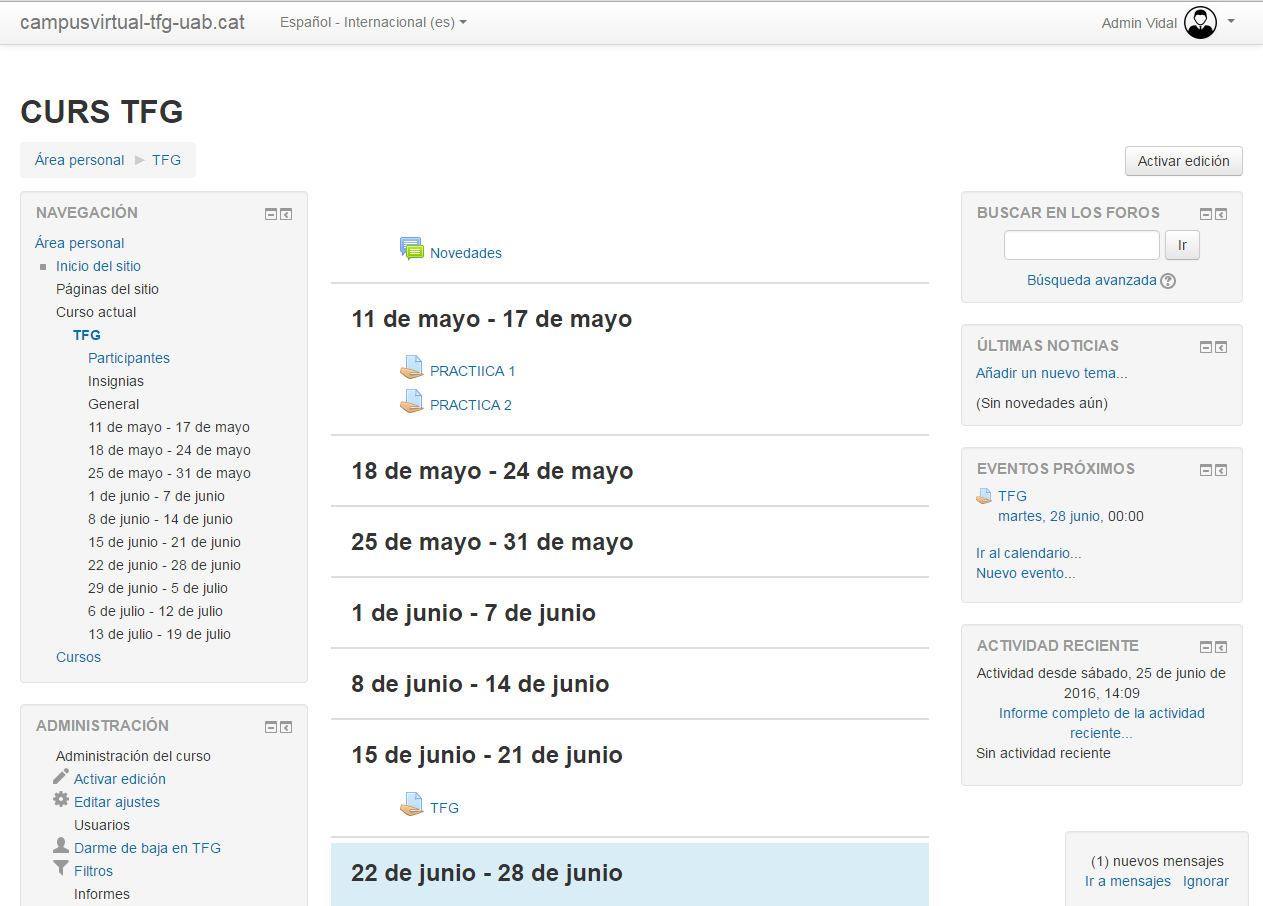 campusvirtual-tfg-uab.cat
Español - Internacional (es)
Admin Vidal
CURS TFG
Área personal
TFG
Activar edición
NAVEGACIÓN
Área personal
Inicio del sitio
Páginas del sitio
Curso actual
TFG
Participantes
Insignias
General
11 de mayo - 17 de mayo
18 de mayo - 24 de mayo
25 de mayo - 31 de mayo
1 de junio - 7 de junio
8 de junio - 14 de junio
15 de junio - 21 de junio
22 de junio - 28 de junio
29 de junio - 5 de julio
6 de julio - 12 de julio
13 de julio - 19 de julio
Cursos
ADMINISTRACIÓN
Administración del curso
Activar edición
Editar ajustes
Usuarios
Darme de baja en TFG
Filtros
Informes
Novedades
11 de mayo - 17 de mayo
PRACTIICA 1
PRACTICA 2
18 de mayo - 24 de mayo
25 de mayo - 31 de mayo
1 de junio - 7 de junio
8 de junio - 14 de junio
15 de junio - 21 de junio
TFG
22 de junio - 28 de junio
BUSCAR EN LOS FOROS
Ir
Búsqueda avanzada
ÚLTIMAS NOTICIAS
Añadir un nuevo tema...
(Sin novedades aún)
EVENTOS PRÓXIMOS
TFG
martes, 28 junio, 00:00
Ir al calendario...
Nuevo evento...
ACTIVIDAD RECIENTE
Actividad desde sábado, 25 de junio de
2016, 14:09
Informe completo de la actividad
reciente...
Sin actividad reciente
(1) nuevos mensajes
Ir a mensajes Ignorar